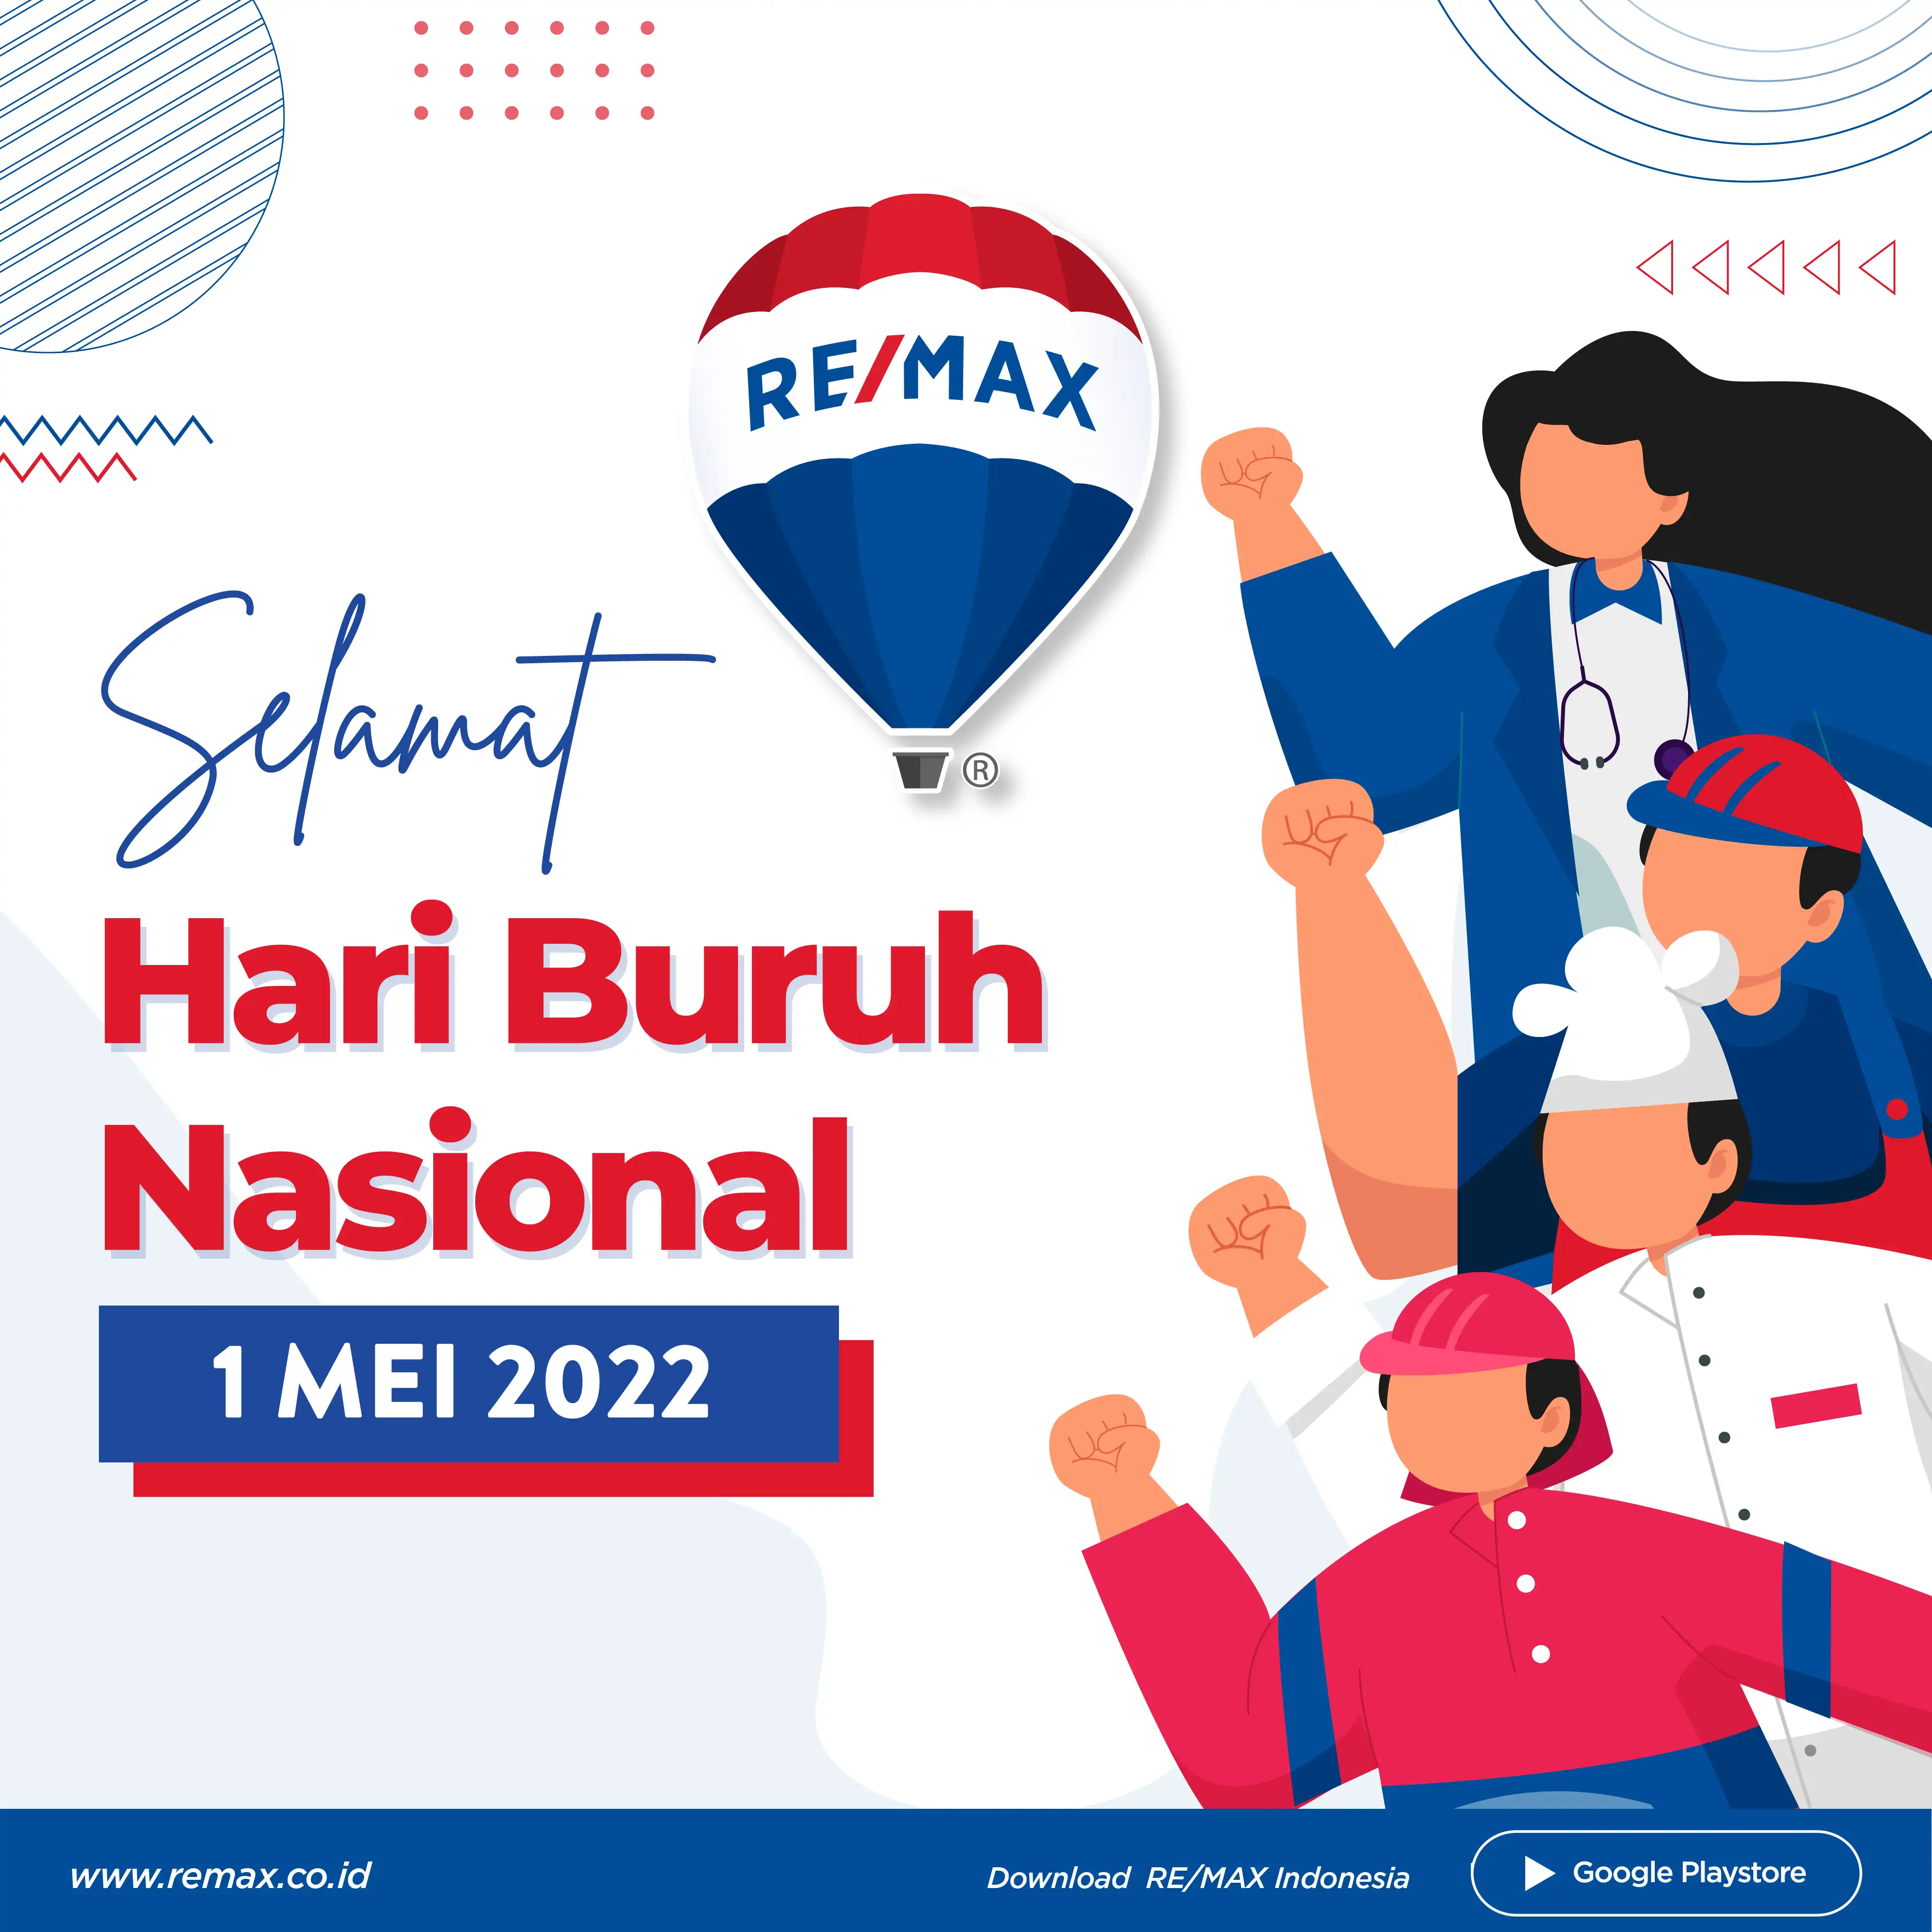 RE/MAX
®
Selamat
Hari Buruh
Nasional
1 MEI 2022
www.remax.co.id
Download RE/MAX Indonesia
Google Playstore